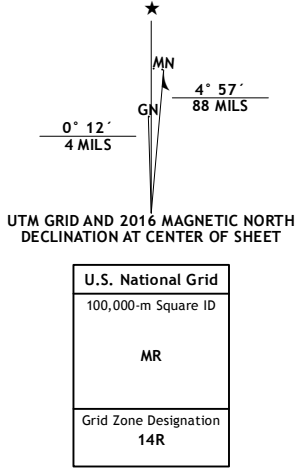 ★
MN
4° 57´
88 MILS
GN
0° 12´
4 MILS
UTM GRID AND 2016 MAGNETIC NORTH
DECLINATION AT CENTER OF SHEET
U.S. National Grid
100,000-m Square ID
MR
Grid Zone Designation
14R